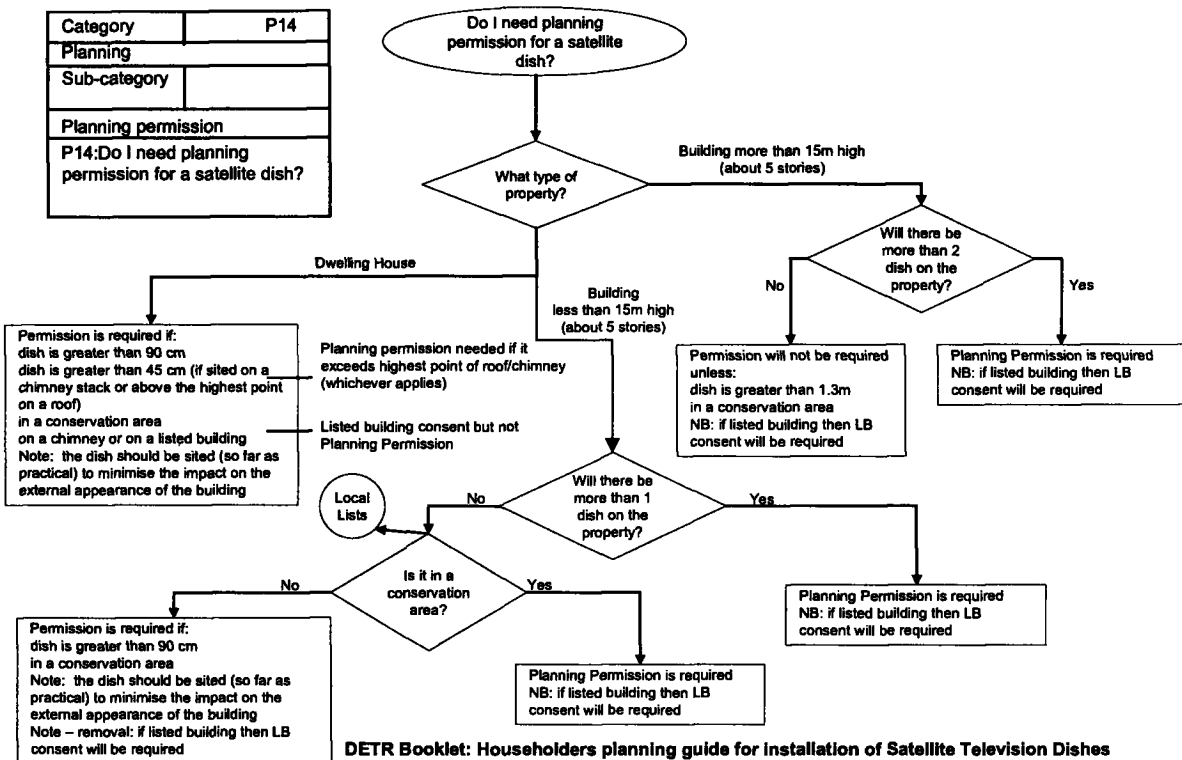 Category P14
Planning
Sub-category
Planning permission
P14:Do I need planning
permission for a satellite dish?
Do I need planning
permission for a satellite
dish?
What type of
property?
Building more than 15m high
(about 5 stories)
Will there be
more than 2
dish on the
property?
No
Yes
Permission will not be required
unless:
dish is greater than 1.3m
in a conservation area
NB: if listed building then LB
consent will be required
Planning Permission is required
NB: if listed building then LB
consent will be required
Dwelling House
Permission is required if:
dish is greater than 90 cm
dish is greater than 45 cm (if sited on a
chimney stack or above the highest point
on a roof)
in a conservation area
on a chimney or on a listed building
Note: the dish should be sited (so far as
practical) to minimise the impact on the
external appearance of the building
Planning permission needed if it
exceeds highest point of roof/chimney
(whichever applies)
Listed building consent but not
Planning Permission
Building
less than 15m high
(about 5 stories)
Will there be
more than 1
dish on the
property?
No
Yes
Planning Permission is required
NB: if listed building then LB
consent will be required
Local
Lists
Is it in a
conservation
area?
No
Yes
Permission is required if:
dish is greater than 90 cm
in a conservation area
Note: the dish should be sited (so far as
practical) to minimise the impact on the
external appearance of the building
Note – removal: if listed building then LB
consent will be required
Planning Permission is required
NB: if listed building then LB
consent will be required
DETR Booklet: Householders planning guide for installation of Satellite Television Dishes